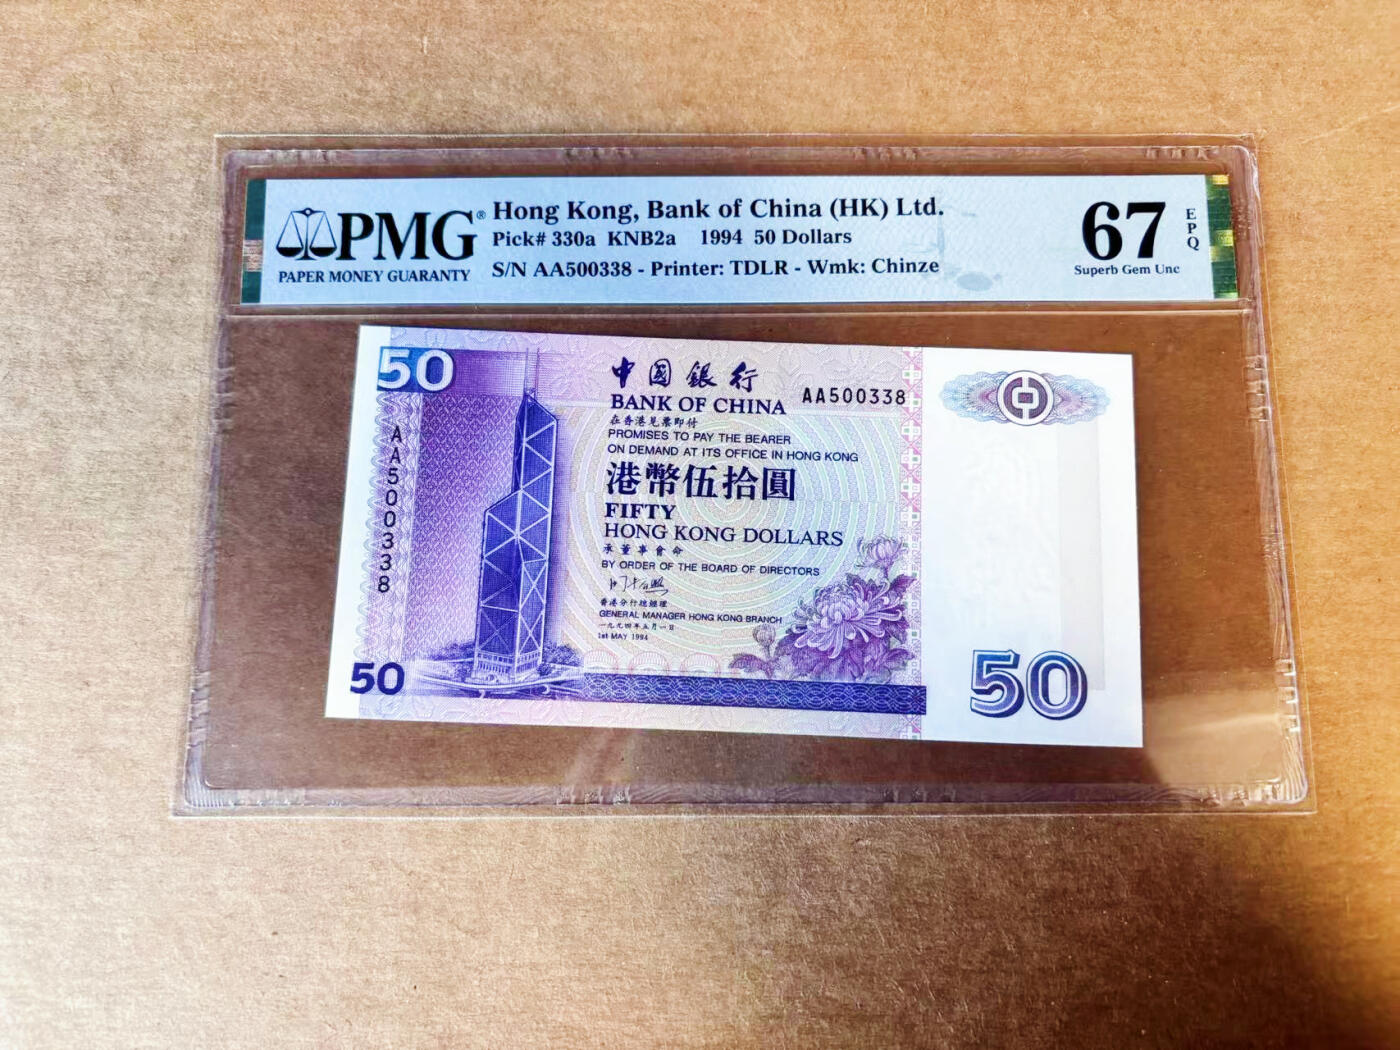 PMG®
PAPER MONEY GUARANTY
Hong Kong, Bank of China (HK) Ltd.
Pick# 330a KNB2a 1994 50 Dollars
S/N AA500338 - Printer: TDLR - Wmk: Chinze
67
EPQ
Superb Gem Unc
50
中國銀行
BANK OF CHINA
AA500338
在香港見票即付
PROMISES TO PAY THE BEARER
ON DEMAND AT ITS OFFICE IN HONG KONG
港幣伍拾圓
FIFTY
HONG KONG DOLLARS
承董事會命
BY ORDER OF THE BOARD OF DIRECTORS
香港分行總經理
GENERAL MANAGER HONG KONG BRANCH
一九九四年五月一日
1st MAY 1994
AA500338
50
50